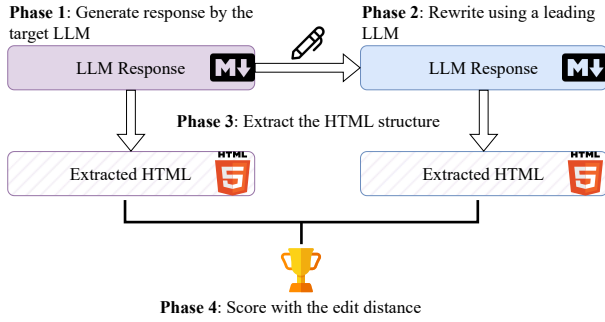 Phase 1: Generate response by the
target LLM
Phase 2: Rewrite using a leading
LLM
LLM Response
M
LLM Response
M
Phase 3: Extract the HTML structure
HTML
5
Extracted HTML
HTML
5
Extracted HTML
Phase 4: Score with the edit distance